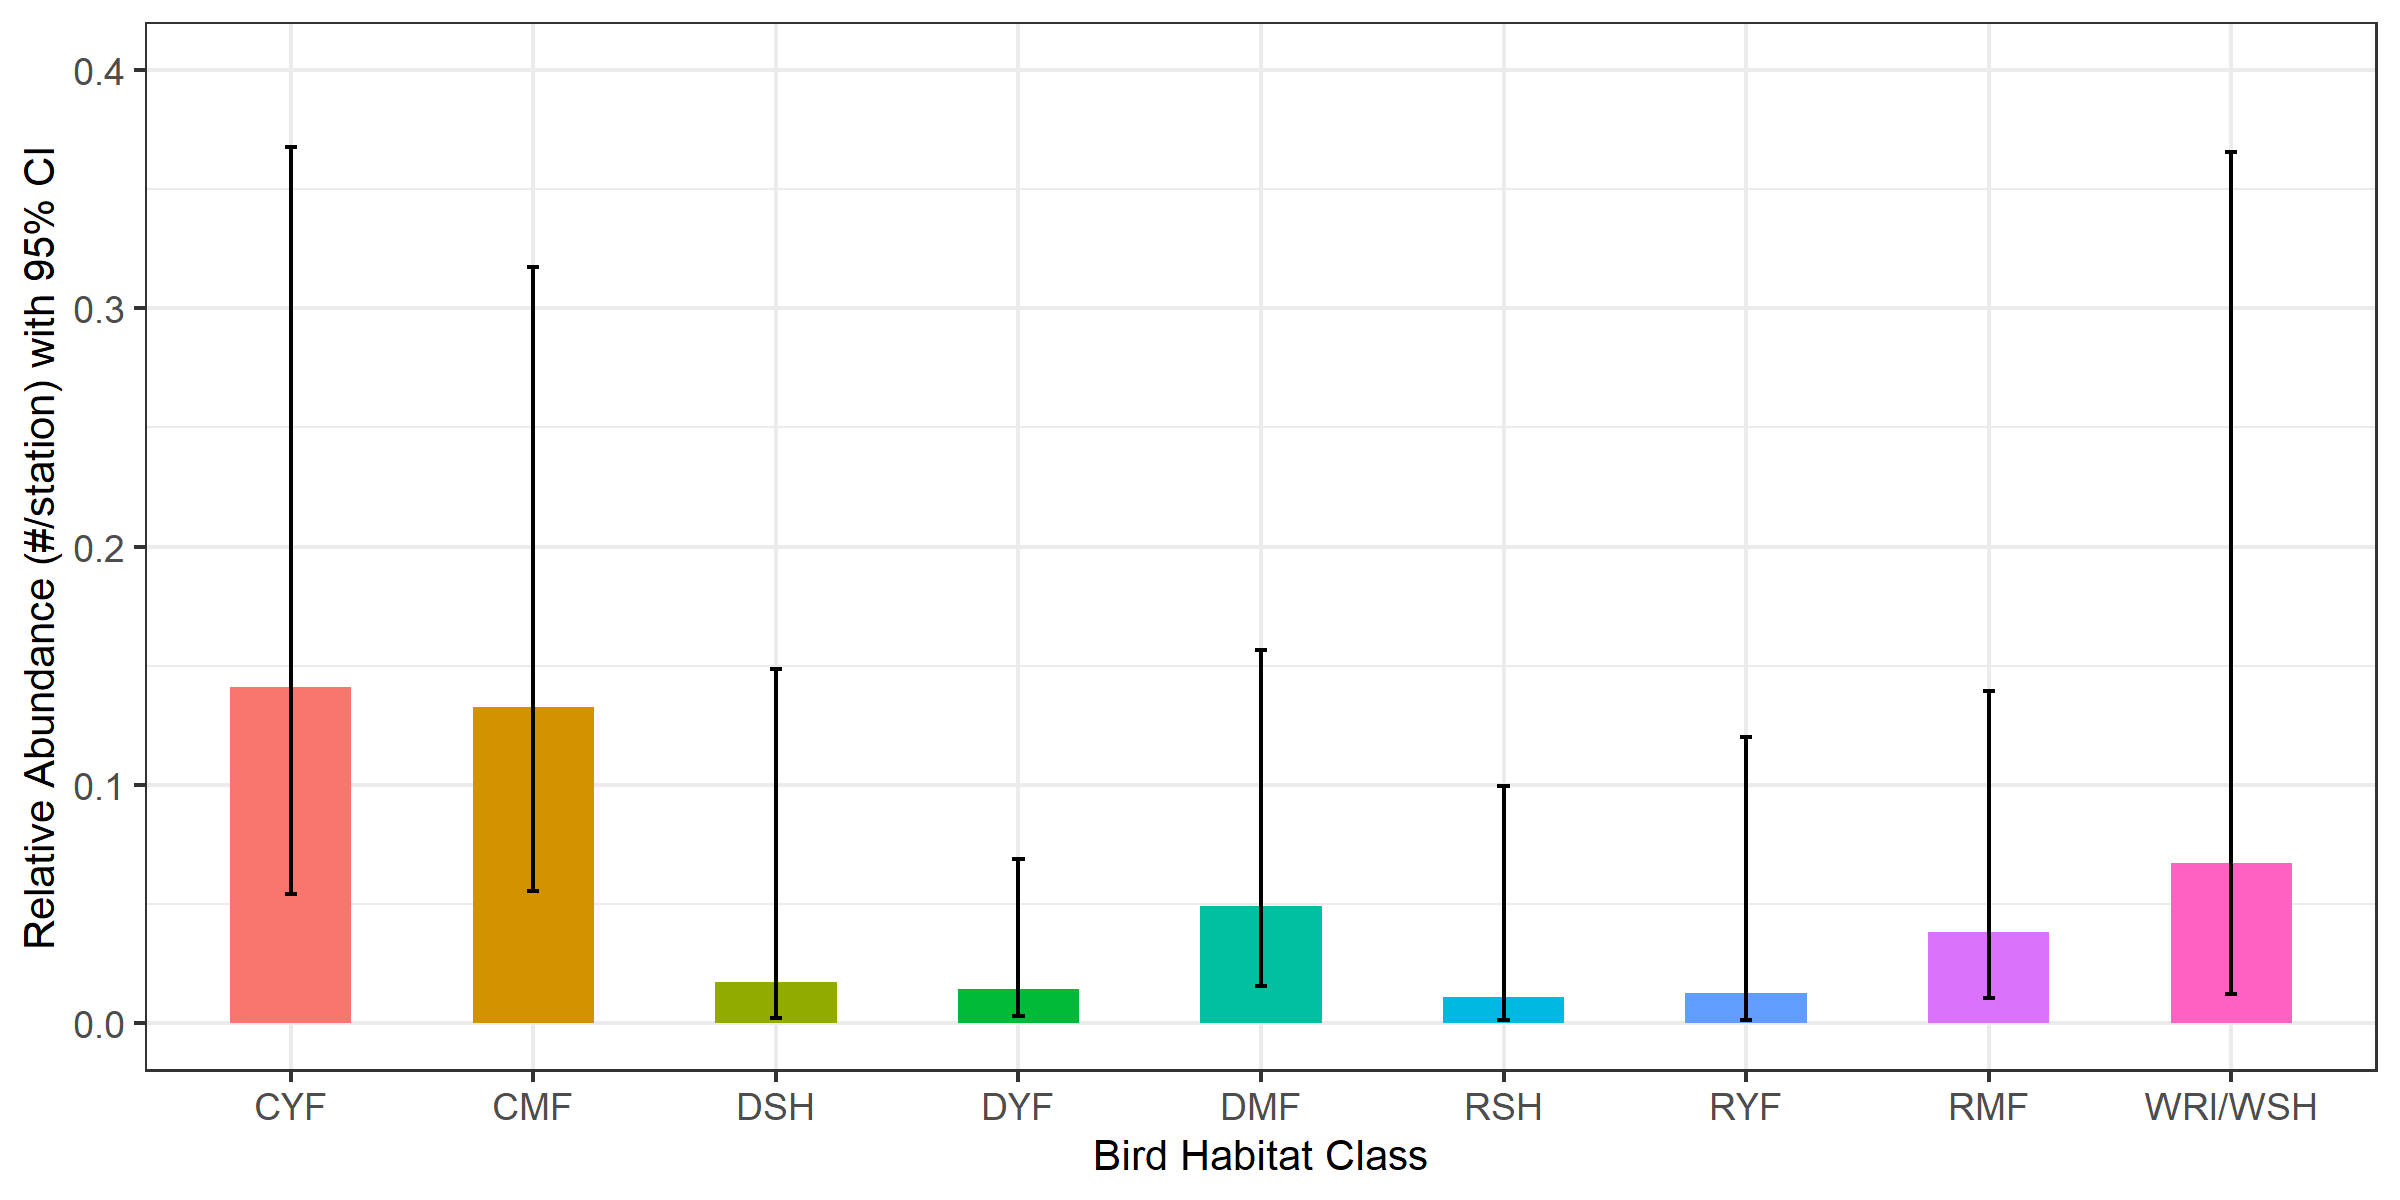 Relative Abundance (#/station) with 95% CI
0.4
0.3
0.2
0.1
0.0
CYF CMF DSH DYF DMF RSH RYF RMF WRI/WSH
Bird Habitat Class